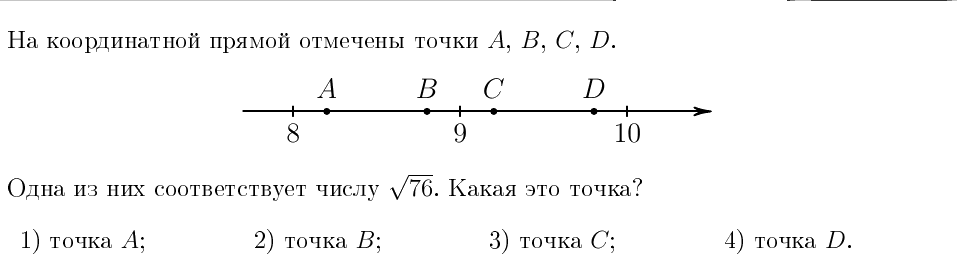 На координатной прямой отмечены точки A, B, C, D.
A B C D
8 9 10
Одна из них соответствует числу √76. Какая это точка?
1) точка A; 2) точка B; 3) точка C; 4) точка D.